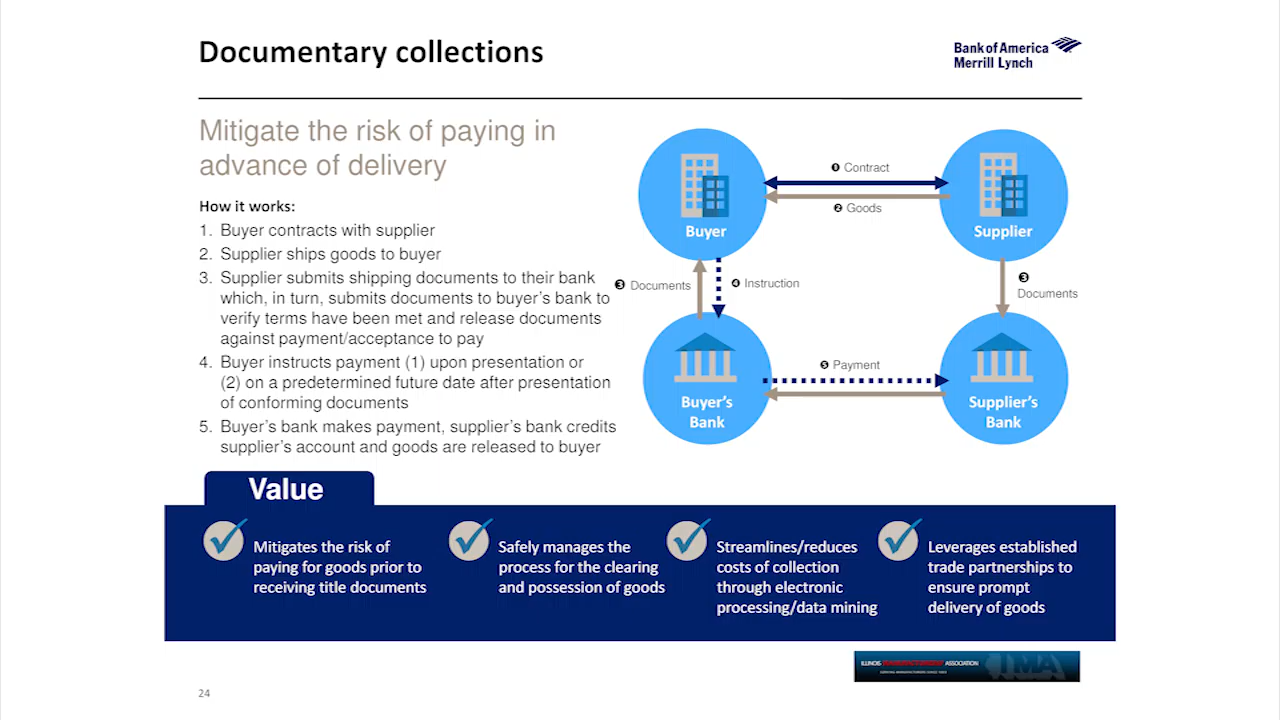 Documentary collections
Bank of America
Merrill Lynch
Mitigate the risk of paying in
advance of delivery
How it works:
1. Buyer contracts with supplier
2. Supplier ships goods to buyer
3. Supplier submits shipping documents to their bank
which, in turn, submits documents to buyer's bank to
verify terms have been met and release documents
against payment/acceptance to pay
4. Buyer instructs payment (1) upon presentation or
(2) on a predetermined future date after presentation
of conforming documents
5. Buyer's bank makes payment, supplier's bank credits
supplier's account and goods are released to buyer
❶ Contract
❷ Goods
Buyer
Supplier
❸ Documents
❹ Instruction
❸
Documents
❺ Payment
Buyer's
Bank
Supplier's
Bank
Value
Mitigates the risk of
paying for goods prior to
receiving title documents
Safely manages the
process for the clearing
and possession of goods
Streamlines/reduces
costs of collection
through electronic
processing/data mining
Leverages established
trade partnerships to
ensure prompt
delivery of goods
ILLINOIS MANUFACTURERS' ASSOCIATION
IMA
24